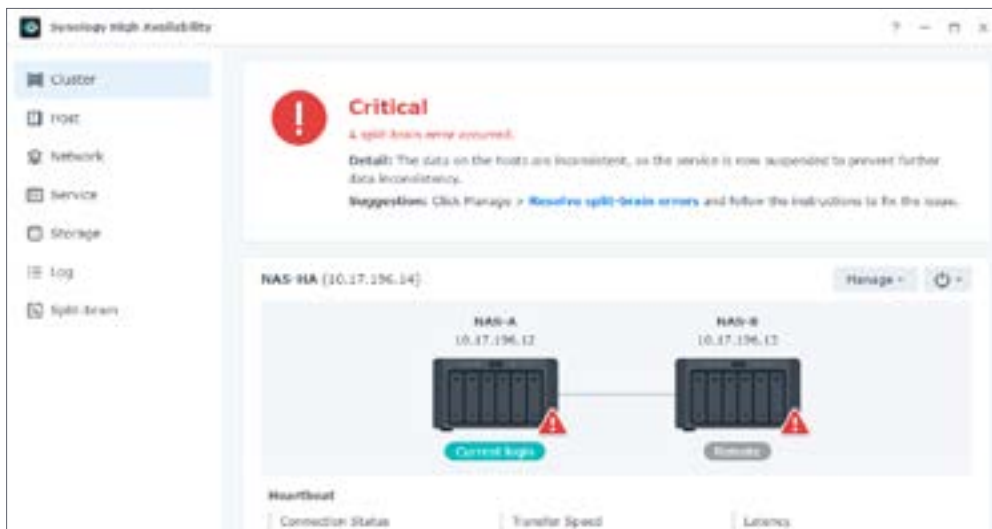 Synology High Availability
?
Cluster
Host
Network
Service
Storage
Log
Split-brain
Critical
A split-brain error occurred.
Detail: The data on the hosts are inconsistent, so the service is now suspended to prevent further
data inconsistency.
Suggestion: Click Manage > Resolve split-brain errors and follow the instructions to fix the issue.
NAS-HA (10.17.196.14)
Manage
NAS-A
10.17.196.12
NAS-B
10.17.196.13
Current login
Remote
Heartbeat
Connection Status
Transfer Speed
Latency